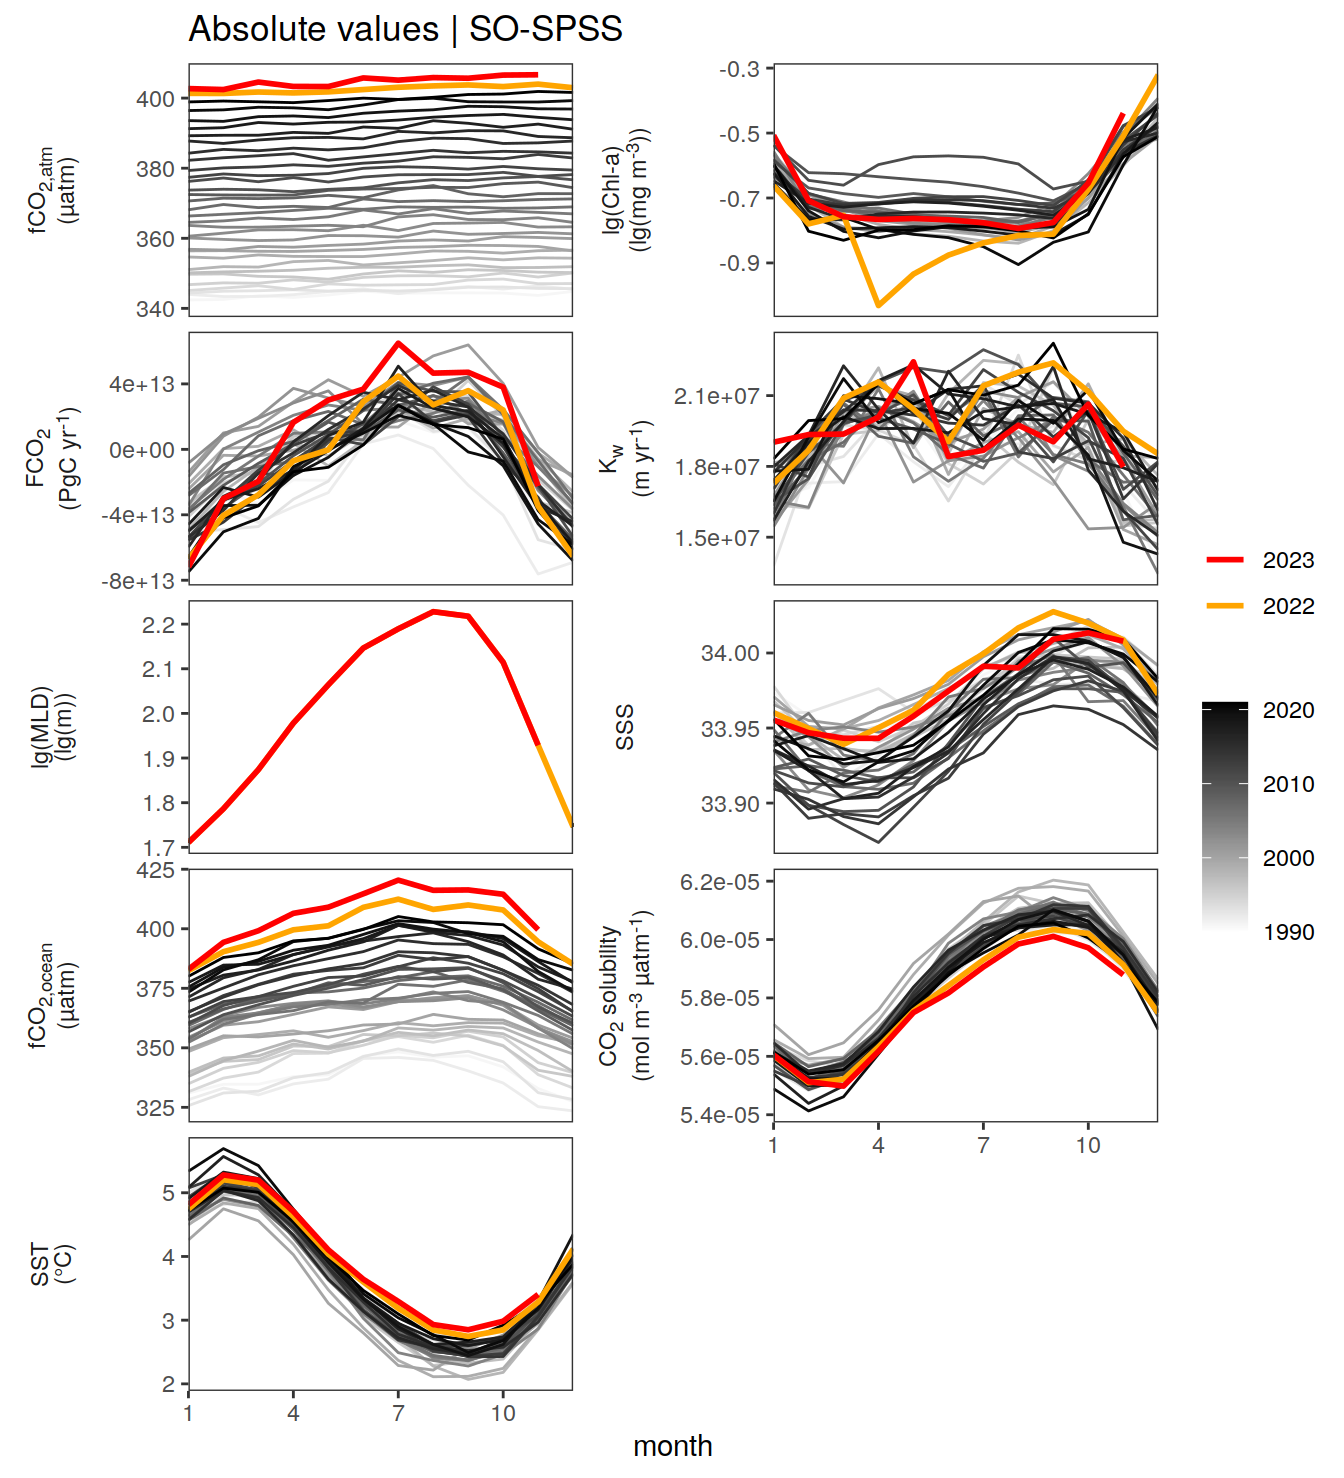 Absolute values | SO-SPSS
fCO2,atm
(µatm)
400
380
360
340
lg(Chl-a)
(lg(mg m-3))
-0.3
-0.5
-0.7
-0.9
FCO2
(PgC yr-1)
4e+13
0e+00
-4e+13
-8e+13
Kw
(m yr-1)
2.1e+07
1.8e+07
1.5e+07
lg(MLD)
(lg(m))
2.2
2.1
2.0
1.9
1.8
1.7
SSS
34.00
33.95
33.90
fCO2,ocean
(µatm)
425
400
375
350
325
CO2 solubility
(mol m-3 µatm-1)
6.2e-05
6.0e-05
5.8e-05
5.6e-05
5.4e-05
1 4 7 10
SST
(°C)
5
4
3
2
1 4 7 10
month
2023
2022
2020
2010
2000
1990